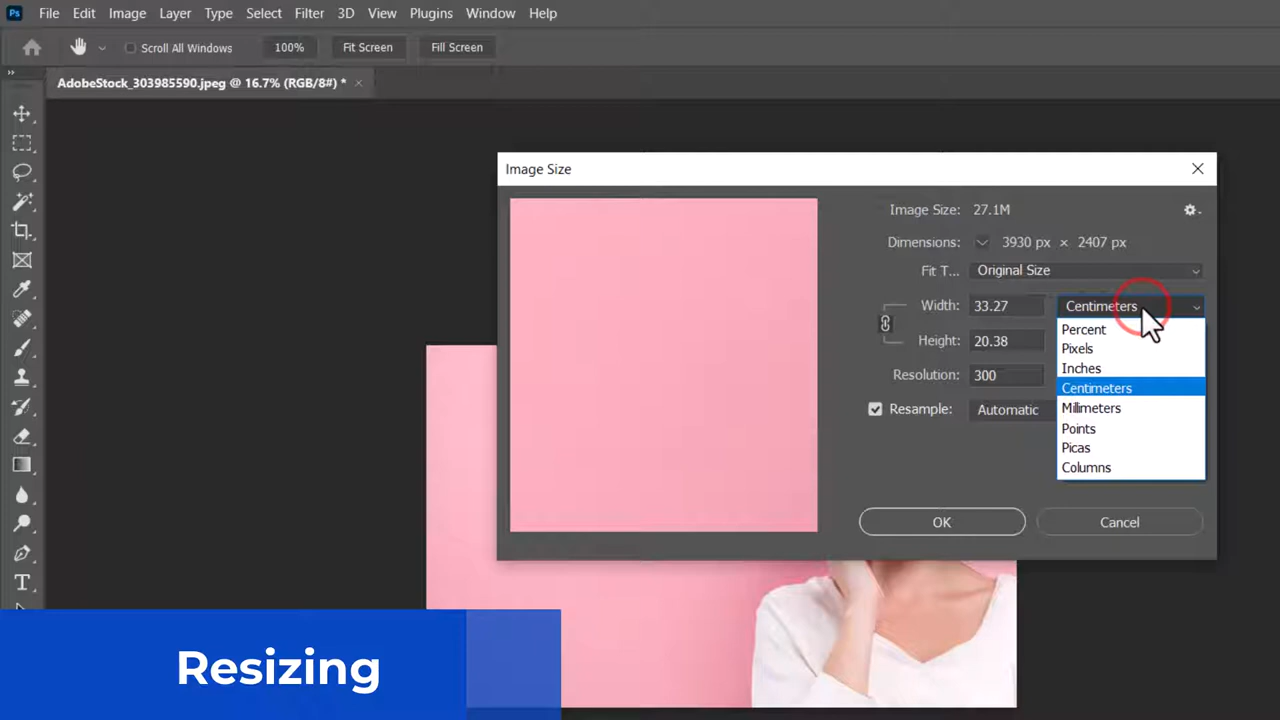 Ps File Edit Image Layer Type Select Filter 3D View Plugins Window Help
Scroll All Windows 100% Fit Screen Fill Screen
AdobeStock_303985590.jpeg @ 16.7% (RGB/8#) * ×
Image Size
Image Size: 27.1M
Dimensions: 3930 px × 2407 px
Fit T... Original Size
Width: 33.27 Centimeters
Percent
Height: 20.38
Pixels
Inches
Resolution: 300
Centimeters
Resample: Automatic
Millimeters
Points
Picas
Columns
OK Cancel
T
Resizing